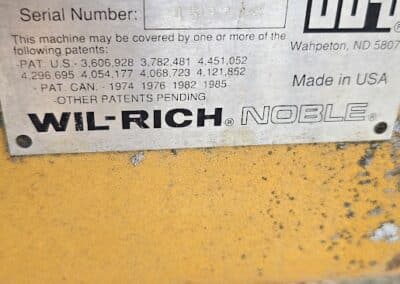 Serial Number:
This machine may be covered by one or more of the
following patents:
-PAT. U.S.- 3,606,928 3,782,481 4,451,052
4,296,695 4,054,177 4,068,723 4,121,852
- PAT. CAN. - 1974 1976 1982 1985
-OTHER PATENTS PENDING
Wahpeton, ND 5807
Made in USA
WIL-RICH® NOBLE®